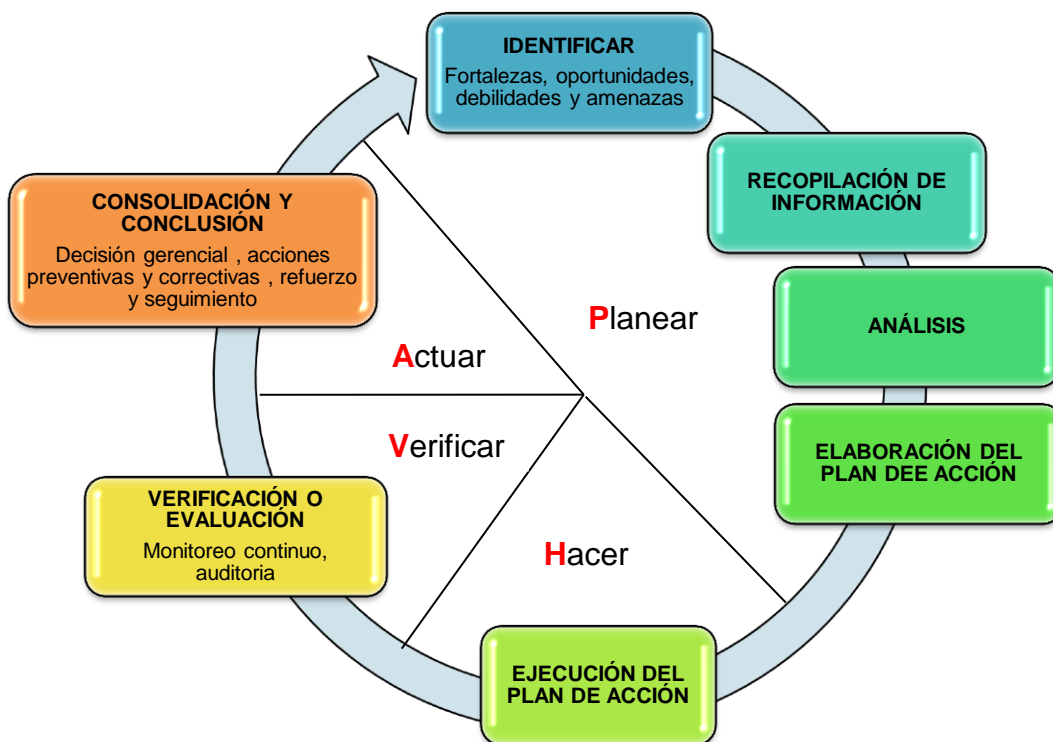 IDENTIFICAR
Fortalezas, oportunidades,
debilidades y amenazas
RECOPILACIÓN DE
INFORMACIÓN
ANÁLISIS
ELABORACIÓN DEL
PLAN DEE ACCIÓN
EJECUCIÓN DEL
PLAN DE ACCIÓN
VERIFICACIÓN O
EVALUACIÓN
Monitoreo continuo,
auditoria
CONSOLIDACIÓN Y
CONCLUSIÓN
Decisión gerencial , acciones
preventivas y correctivas , refuerzo
y seguimiento
Planear
Hacer
Verificar
Actuar